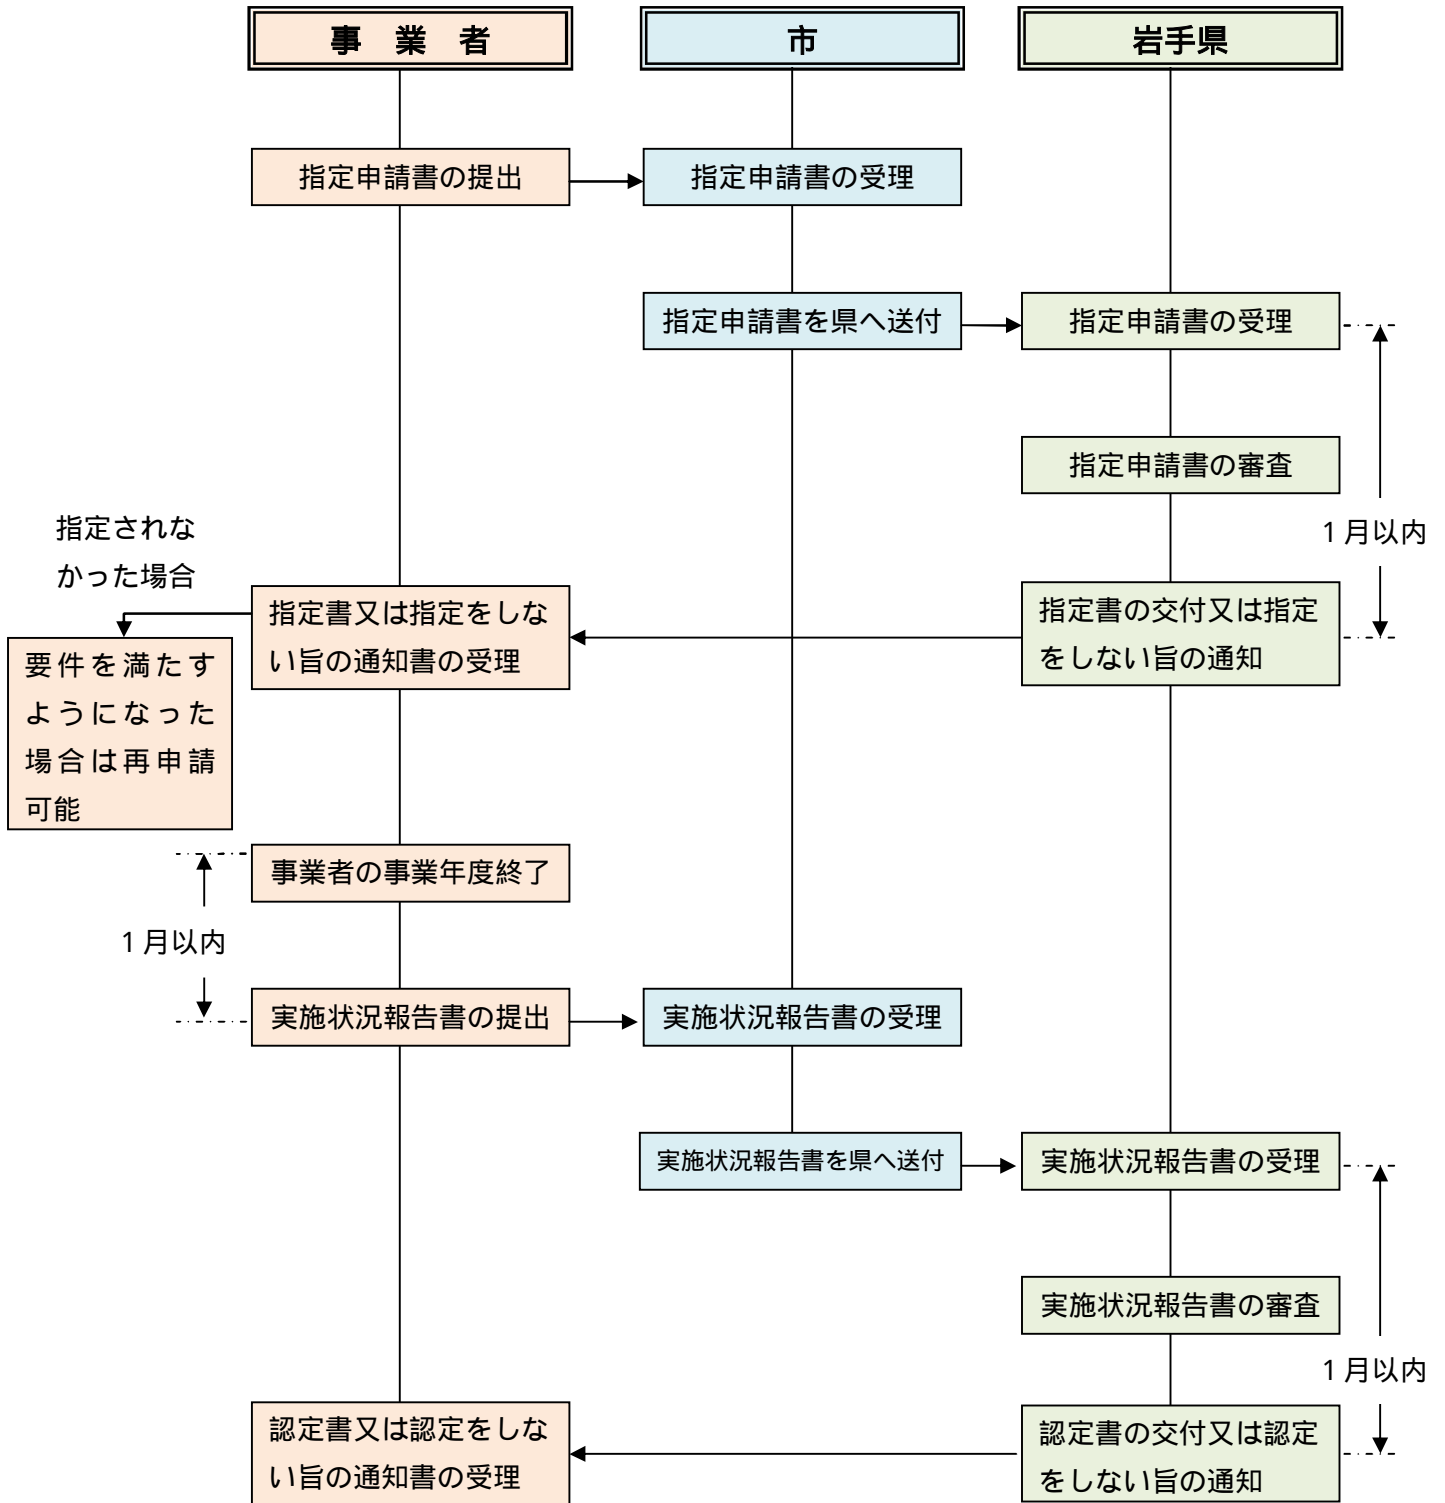 事　業　者
市
岩手県
指定申請書の提出
指定申請書の受理
指定申請書を県へ送付
指定申請書の受理
指定申請書の審査
1月以内
指定されな
かった場合
指定書又は指定をしな
い旨の通知書の受理
指定書の交付又は指定
をしない旨の通知
要件を満たす
ようになった
場合は再申請
可能
事業者の事業年度終了
1月以内
実施状況報告書の提出
実施状況報告書の受理
実施状況報告書を県へ送付
実施状況報告書の受理
実施状況報告書の審査
1月以内
認定書又は認定をしな
い旨の通知書の受理
認定書の交付又は認定
をしない旨の通知